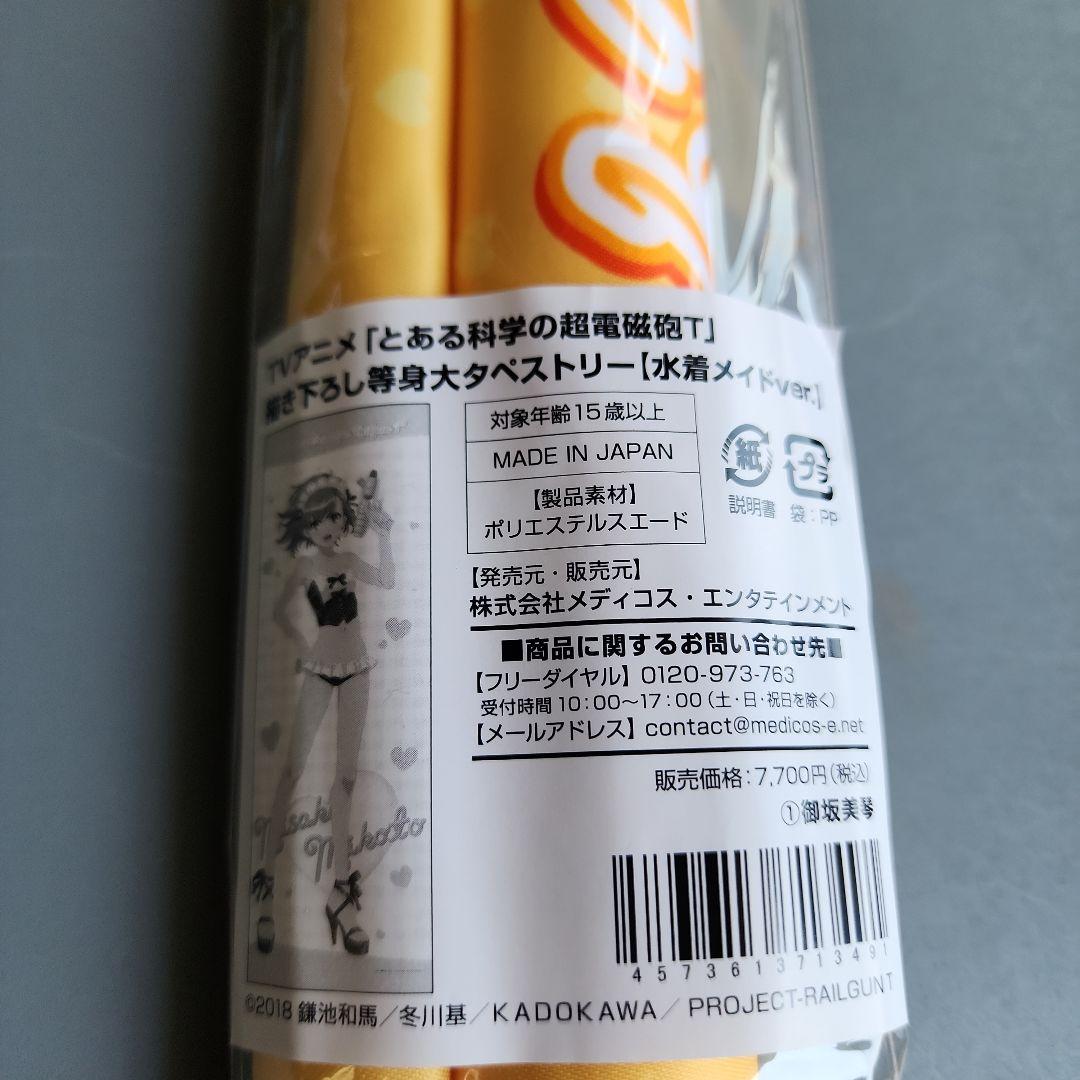 TVアニメ「とある科学の超電磁砲T」
描き下ろし等身大タペストリー【水着メイドver.】
対象年齢15歳以上
MADE IN JAPAN
【製品素材】
ポリエステルスエード
紙
プラ
説明書 袋：PP
【発売元・販売元】
株式会社メディコス・エンタテインメント
■商品に関するお問い合わせ先■
【フリーダイヤル】0120-973-763
受付時間10：00～17：00（土・日・祝日を除く）
【メールアドレス】contact@medicos-e.net
販売価格：7,700円（税込）
①御坂美琴
Misaka
Mikoto
4573613713491
©2018 鎌池和馬／冬川基／KADOKAWA／PROJECT-RAILGUN T